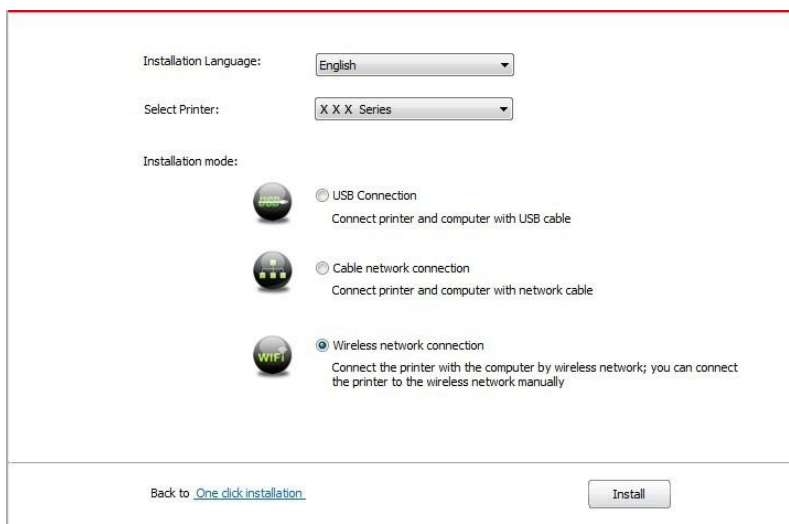 Installation Language:
English
Select Printer:
X X X Series
Installation mode:
USB
USB Connection
Connect printer and computer with USB cable
Cable network connection
Connect printer and computer with network cable
WiFi
Wireless network connection
Connect the printer with the computer by wireless network; you can connect
the printer to the wireless network manually
Back to One click installation
Install